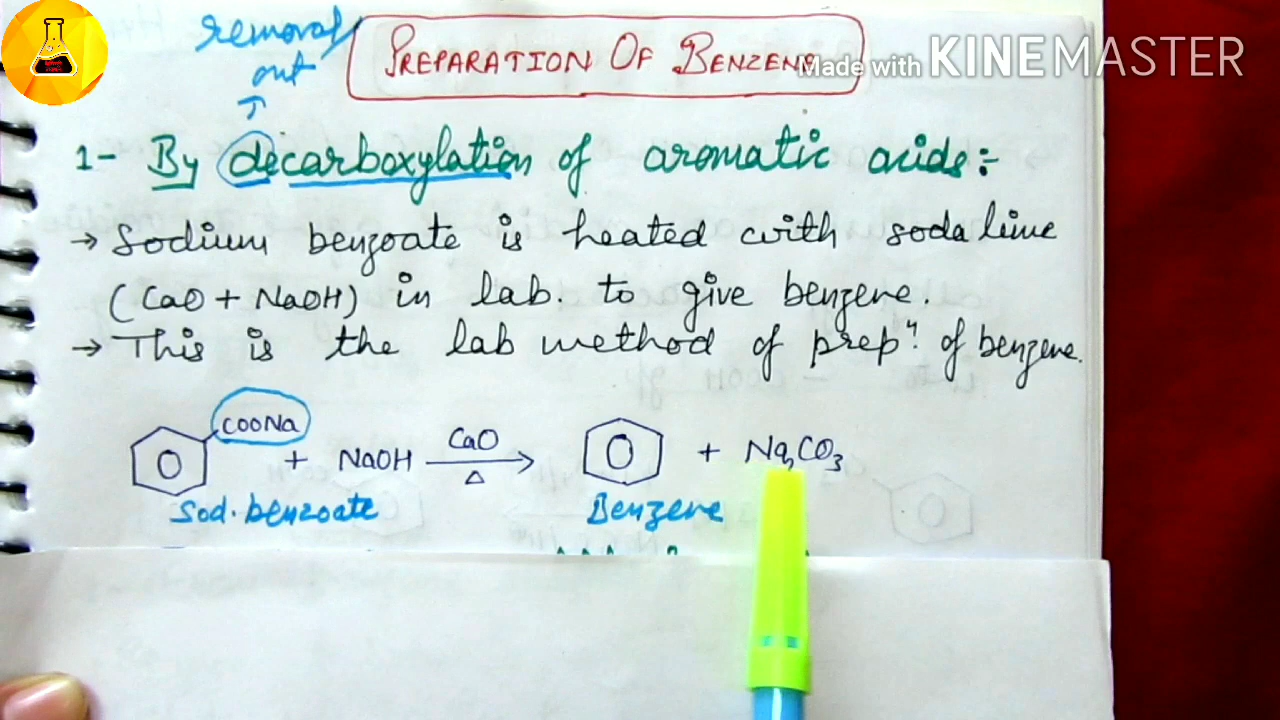 removal
out
PREPARATION OF BENZENE
Made with KINEMASTER
1- By decarboxylation of aromatic acids:-
→ Sodium benzoate is heated with soda lime
(CaO + NaOH) in lab. to give benzene.
→ This is the lab method of prepn. of benzene.
COONa
+ NaOH CaO → + Na2CO3
Δ
Sod. benzoate Benzene